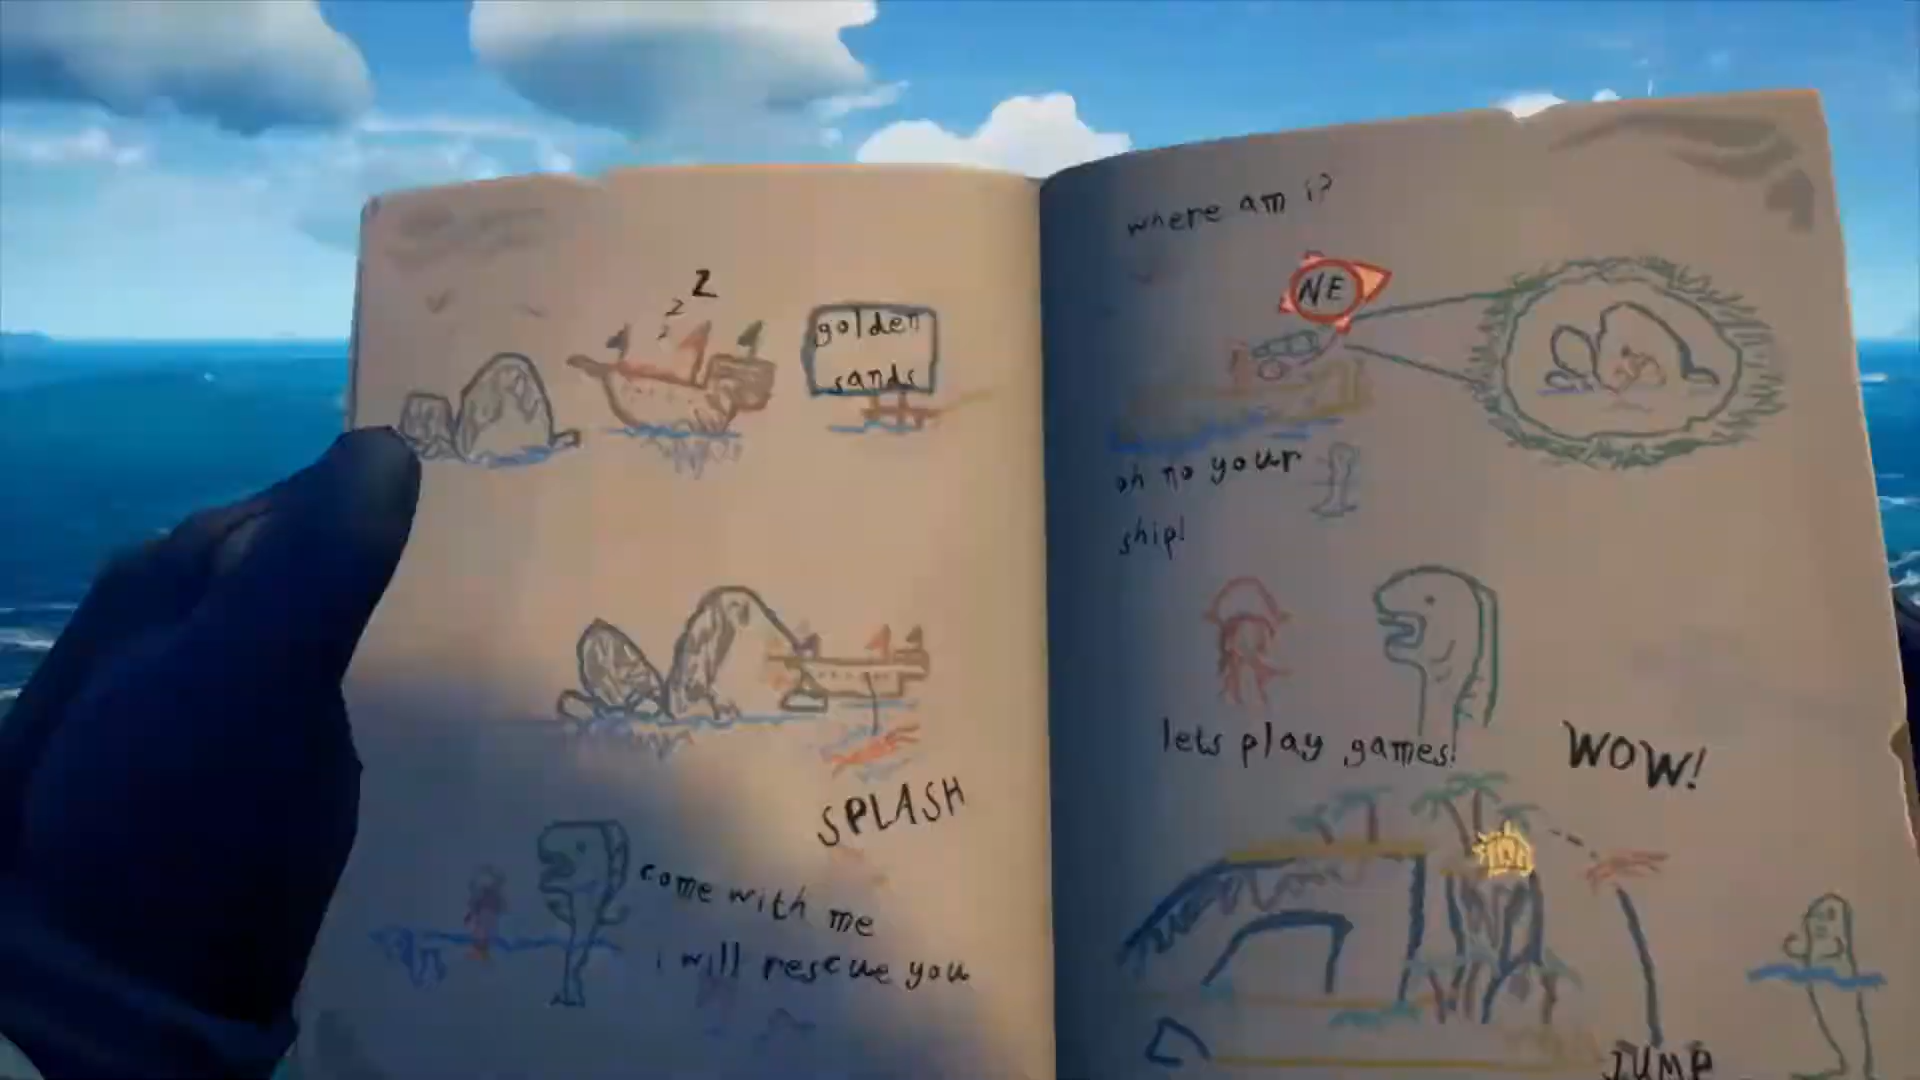 z
z
Z
golden
sands
SPLASH
come with me
i will rescue you
where am i?
NE
oh no your
ship!
lets play games!
WOW!
JUMP